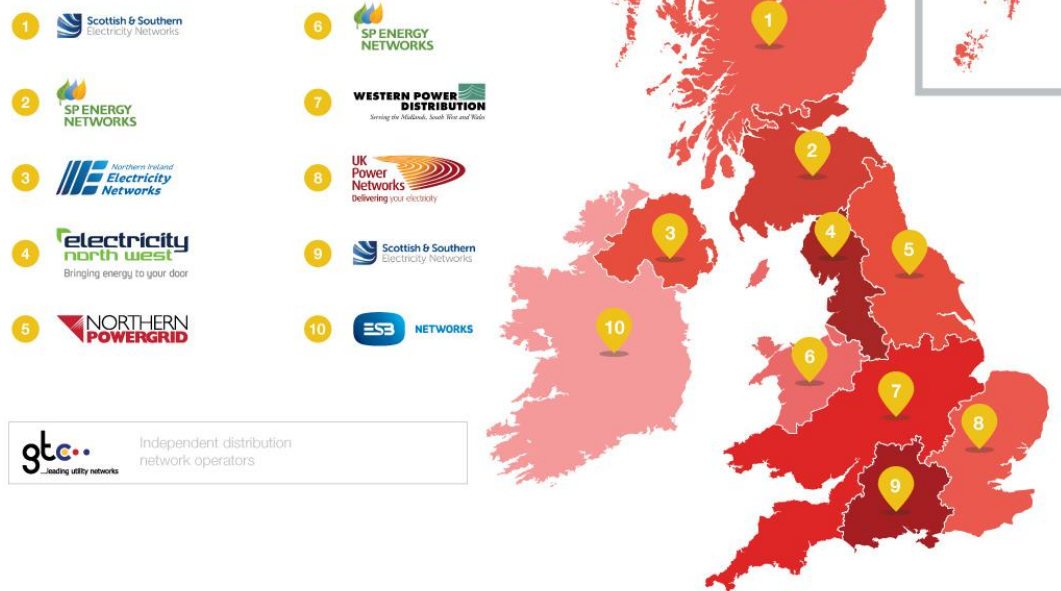 1
Scottish & Southern
Electricity Networks
2
SP ENERGY
NETWORKS
3
Northern Ireland
Electricity
Networks
4
electricity
north west
Bringing energy to your door
5
NORTHERN
POWERGRID
6
SP ENERGY
NETWORKS
7
WESTERN POWER
DISTRIBUTION
Serving the Midlands, South West and Wales
8
UK
Power
Networks
Delivering your electricity
9
Scottish & Southern
Electricity Networks
10
ESB NETWORKS
gtc
...leading utility networks
Independent distribution
network operators
1
2
3
4
5
10
6
7
8
9